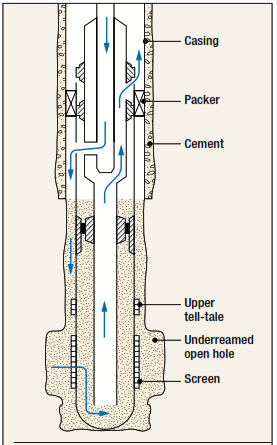 Casing
Packer
Cement
Upper
tell-tale
Underreamed
open hole
Screen